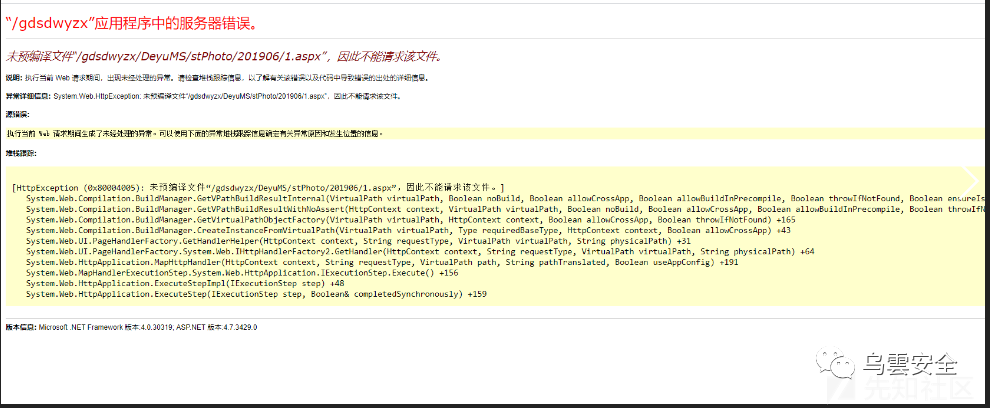 “/gdsdwyzx”应用程序中的服务器错误。
未预编译文件“/gdsdwyzx/DeyuMS/stPhoto/201906/1.aspx”，因此不能请求该文件。
说明: 执行当前 Web 请求期间，出现未经处理的异常。请检查堆栈跟踪信息，以了解有关该错误以及代码中导致错误的出处的详细信息。
异常详细信息: System.Web.HttpException: 未预编译文件“/gdsdwyzx/DeyuMS/stPhoto/201906/1.aspx”，因此不能请求该文件。
源错误:
执行当前 Web 请求期间生成了未经处理的异常。可以使用下面的异常堆栈跟踪信息确定有关异常原因和发生位置的信息。
堆栈跟踪:
[HttpException (0x80004005): 未预编译文件“/gdsdwyzx/DeyuMS/stPhoto/201906/1.aspx”，因此不能请求该文件。]
System.Web.Compilation.BuildManager.GetVPathBuildResultInternal(VirtualPath virtualPath, Boolean noBuild, Boolean allowCrossApp, Boolean allowBuildInPrecompile, Boolean throwIfNotFound, Boolean ensureIs
System.Web.Compilation.BuildManager.GetVPathBuildResultWithNoAssert(HttpContext context, VirtualPath virtualPath, Boolean noBuild, Boolean allowCrossApp, Boolean allowBuildInPrecompile, Boolean throwIfN
System.Web.Compilation.BuildManager.GetVirtualPathObjectFactory(VirtualPath virtualPath, HttpContext context, Boolean allowCrossApp, Boolean throwIfNotFound) +165
System.Web.Compilation.BuildManager.CreateInstanceFromVirtualPath(VirtualPath virtualPath, Type requiredBaseType, HttpContext context, Boolean allowCrossApp) +43
System.Web.UI.PageHandlerFactory.GetHandlerHelper(HttpContext context, String requestType, VirtualPath virtualPath, String physicalPath) +31
System.Web.UI.PageHandlerFactory.System.Web.IHttpHandlerFactory2.GetHandler(HttpContext context, String requestType, VirtualPath virtualPath, String physicalPath) +64
System.Web.HttpApplication.MapHttpHandler(HttpContext context, String requestType, VirtualPath path, String pathTranslated, Boolean useAppConfig) +191
System.Web.MapHandlerExecutionStep.System.Web.HttpApplication.IExecutionStep.Execute() +156
System.Web.HttpApplication.ExecuteStepImpl(IExecutionStep step) +48
System.Web.HttpApplication.ExecuteStep(IExecutionStep step, Boolean& completedSynchronously) +159
版本信息: Microsoft .NET Framework 版本:4.0.30319; ASP.NET 版本:4.7.3429.0
乌雲安全
先知社区